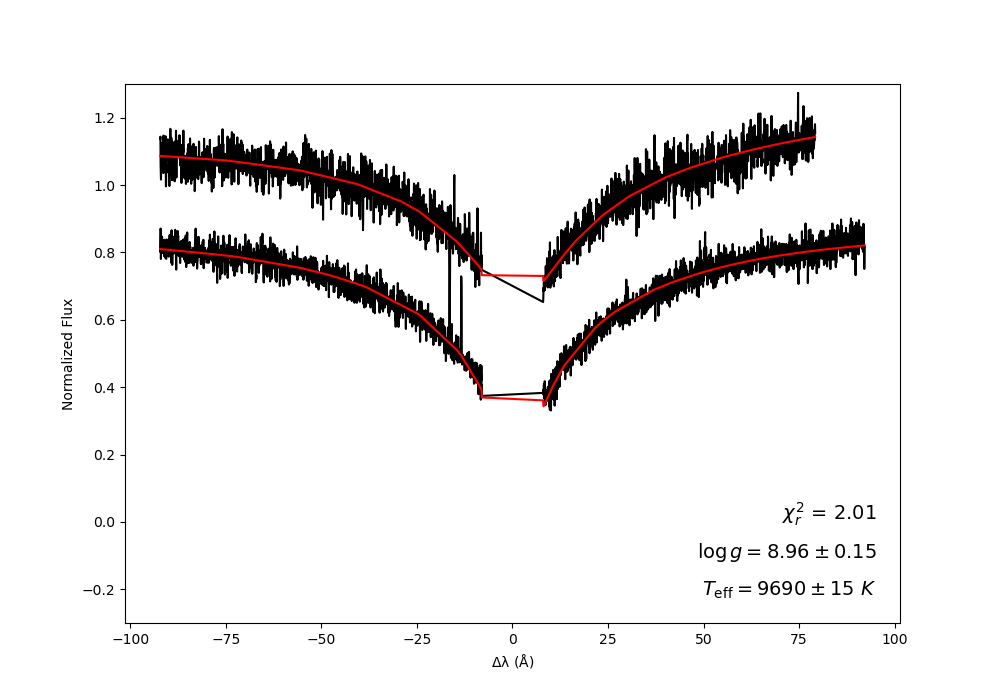 1.2
1.0
0.8
0.6
0.4
0.2
0.0
−0.2
Normalized Flux
χ²ᵣ = 2.01
log g = 8.96 ± 0.15
T_eff = 9690 ± 15 K
−100 −75 −50 −25 0 25 50 75 100
Δλ (Å)